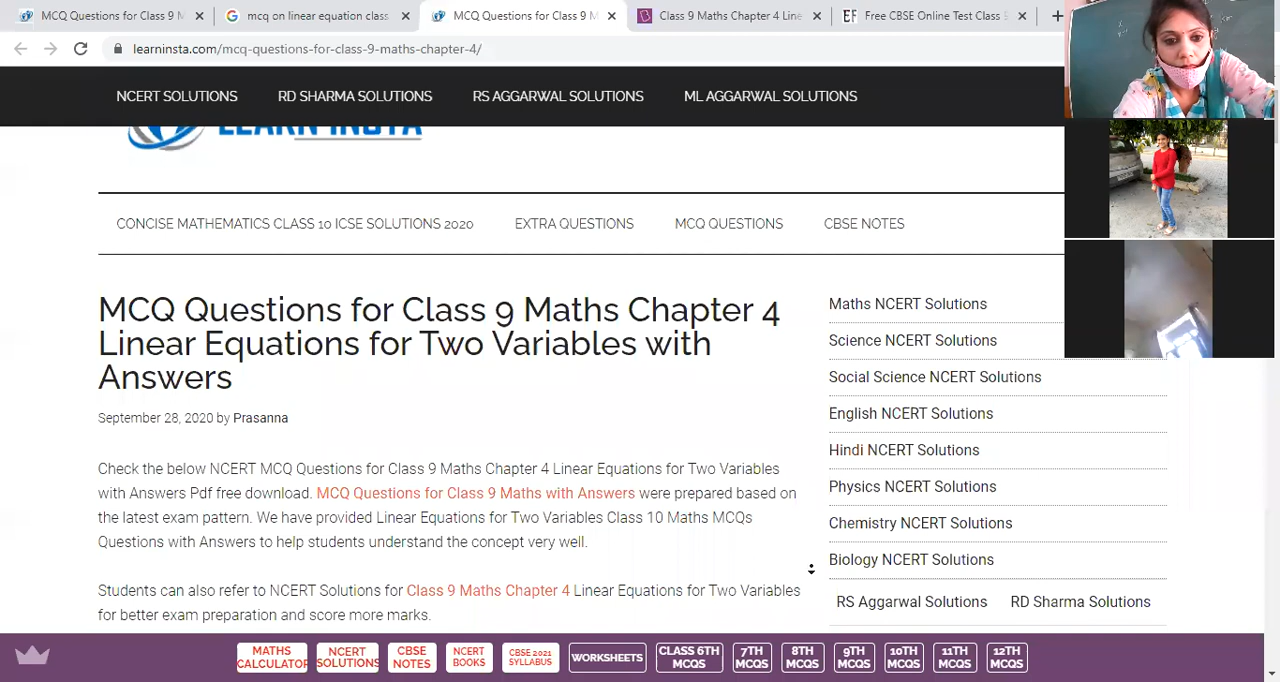 MCQ Questions for Class 9 M
mcq on linear equation class
MCQ Questions for Class 9 M
Class 9 Maths Chapter 4 Line
Free CBSE Online Test Class 9
learninsta.com/mcq-questions-for-class-9-maths-chapter-4/
NCERT SOLUTIONS RD SHARMA SOLUTIONS RS AGGARWAL SOLUTIONS ML AGGARWAL SOLUTIONS
LEARN INSTA
CONCISE MATHEMATICS CLASS 10 ICSE SOLUTIONS 2020 EXTRA QUESTIONS MCQ QUESTIONS CBSE NOTES
MCQ Questions for Class 9 Maths Chapter 4
Linear Equations for Two Variables with
Answers
September 28, 2020 by Prasanna
Check the below NCERT MCQ Questions for Class 9 Maths Chapter 4 Linear Equations for Two Variables
with Answers Pdf free download. MCQ Questions for Class 9 Maths with Answers were prepared based on
the latest exam pattern. We have provided Linear Equations for Two Variables Class 10 Maths MCQs
Questions with Answers to help students understand the concept very well.
Students can also refer to NCERT Solutions for Class 9 Maths Chapter 4 Linear Equations for Two Variables
for better exam preparation and score more marks.
Maths NCERT Solutions
Science NCERT Solutions
Social Science NCERT Solutions
English NCERT Solutions
Hindi NCERT Solutions
Physics NCERT Solutions
Chemistry NCERT Solutions
Biology NCERT Solutions
RS Aggarwal Solutions RD Sharma Solutions
MATHS
CALCULATOR
NCERT
SOLUTIONS
CBSE
NOTES
NCERT
BOOKS
CBSE 2021
SYLLABUS
WORKSHEETS
CLASS 6TH
MCQS
7TH
MCQS
8TH
MCQS
9TH
MCQS
10TH
MCQS
11TH
MCQS
12TH
MCQS